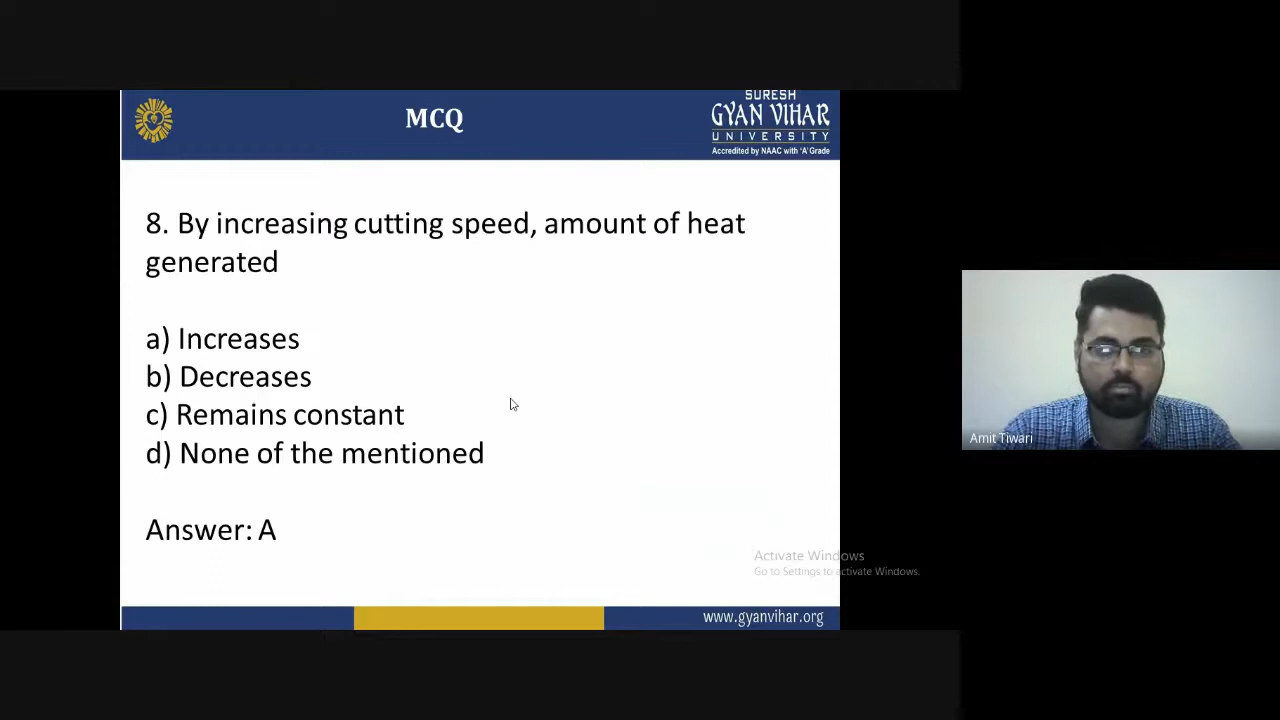 MCQ
SURESH
GYAN VIHAR
UNIVERSITY
Accredited by NAAC with 'A' Grade
8. By increasing cutting speed, amount of heat
generated
a) Increases
b) Decreases
c) Remains constant
d) None of the mentioned
Answer: A
Amit Tiwari
Activate Windows
Go to Settings to activate Windows.
www.gyanvihar.org